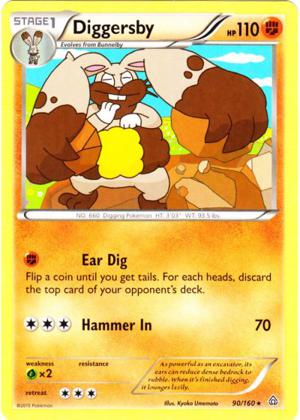 STAGE1 Diggersby HP 110
Evolves from Bunnelby
NO. 660 Digging Pokémon HT. 3'03" WT. 93.5 lbs.
Ear Dig
Flip a coin until you get tails. For each heads, discard
the top card of your opponent's deck.
Hammer In 70
weakness resistance
×2
retreat
As powerful as an excavator, its
ears can reduce dense bedrock to
rubble. When it's finished digging,
it lounges lazily.
©2015 Pokémon
Illus. Kyoko Umemoto 90/160 ★